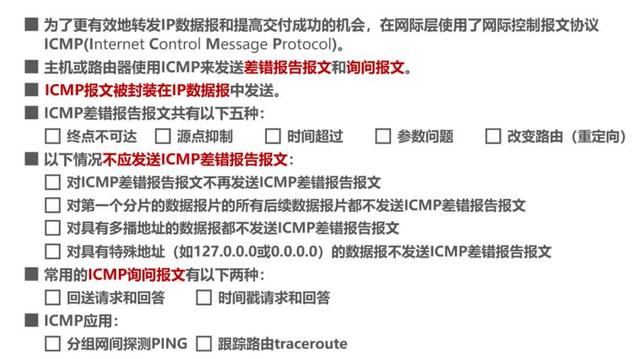 ■ 为了更有效地转发IP数据报和提高交付成功的机会，在网际层使用了网际控制报文协议
ICMP(Internet Control Message Protocol)。
■ 主机或路由器使用ICMP来发送差错报告报文和询问报文。
■ ICMP报文被封装在IP数据报中发送。
■ ICMP差错报告报文共有以下五种：
□ 终点不可达 □ 源点抑制 □ 时间超过 □ 参数问题 □ 改变路由（重定向）
■ 以下情况不应发送ICMP差错报告报文：
□ 对ICMP差错报告报文不再发送ICMP差错报告报文
□ 对第一个分片的数据报片的所有后续数据报片都不发送ICMP差错报告报文
□ 对具有多播地址的数据报都不发送ICMP差错报告报文
□ 对具有特殊地址（如127.0.0.0或0.0.0.0）的数据报不发送ICMP差错报告报文
■ 常用的ICMP询问报文有以下两种：
□ 回送请求和回答 □ 时间戳请求和回答
■ ICMP应用：
□ 分组网间探测PING □ 跟踪路由traceroute